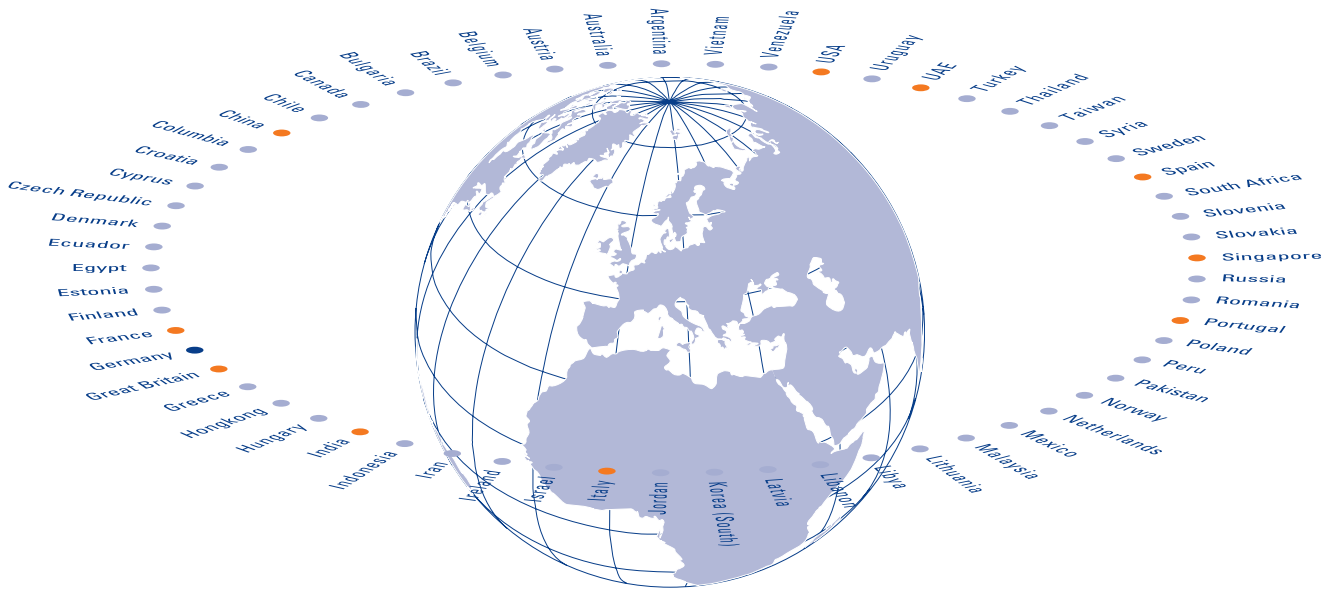 Argentina
Australia
Austria
Belgium
Brazil
Bulgaria
Canada
Chile
China
Columbia
Croatia
Cyprus
Czech Republic
Denmark
Ecuador
Egypt
Estonia
Finland
France
Germany
Great Britain
Greece
Hongkong
Hungary
India
Indonesia
Iran
Ireland
Israel
Italy
Jordan
Korea (South)
Latvia
Libanon
Libya
Lithuania
Malaysia
Mexico
Netherlands
Norway
Pakistan
Peru
Poland
Portugal
Romania
Russia
Singapore
Slovakia
Slovenia
South Africa
Spain
Sweden
Syria
Taiwan
Thailand
Turkey
UAE
Uruguay
USA
Venezuela
Vietnam